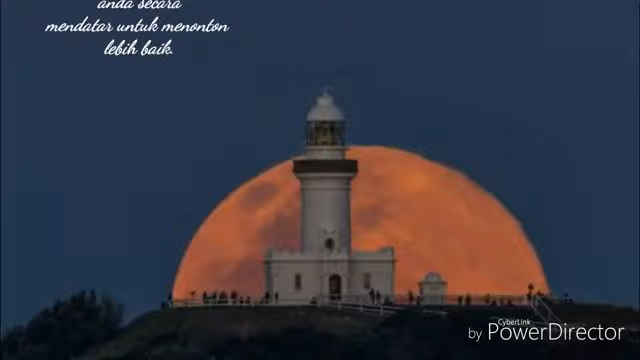 anda secara
mendatar untuk menonton
lebih baik.
CyberLink
by PowerDirector